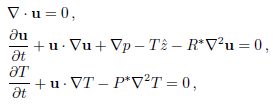 ∇ · u = 0 ,
∂u/∂t + u · ∇u + ∇p − Tẑ − R*∇²u = 0 ,
∂T/∂t + u · ∇T − P*∇²T = 0 ,